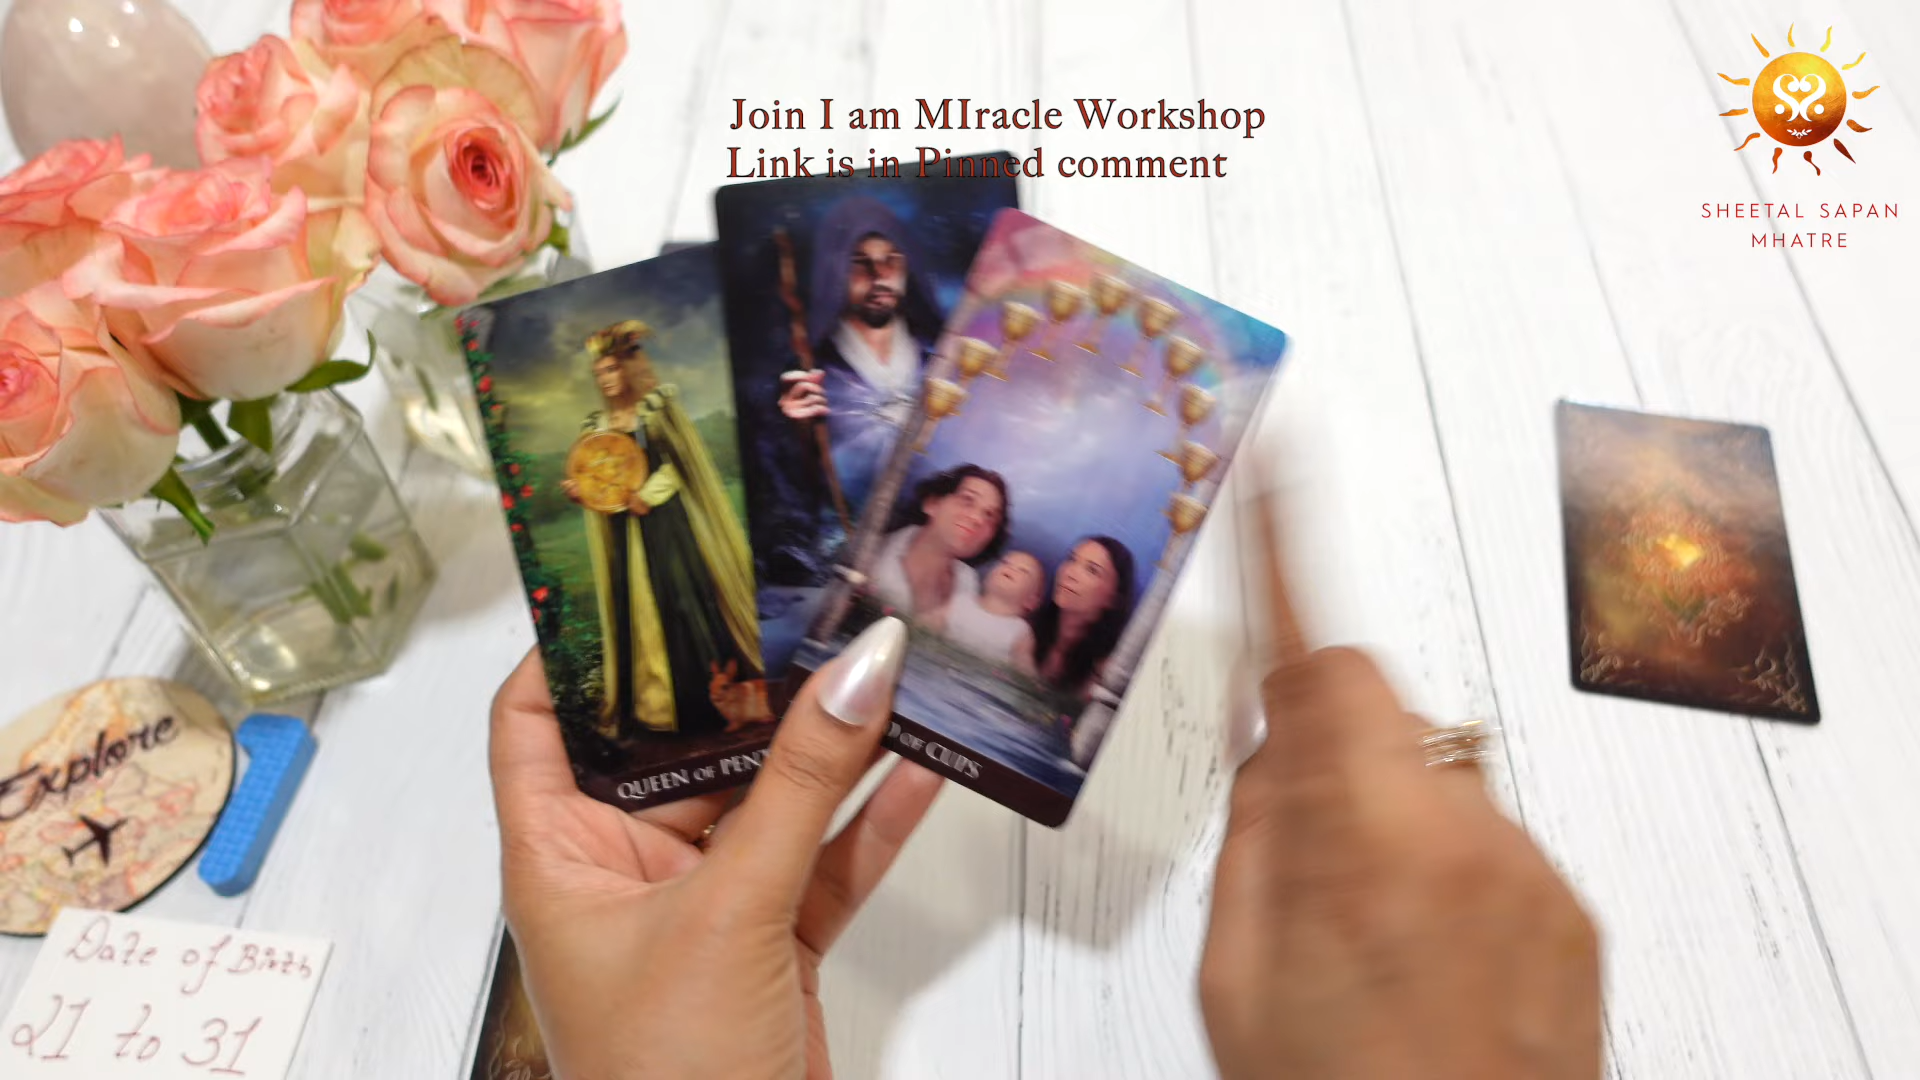 Join I am MIracle Workshop
Link is in Pinned comment
SHEETAL SAPAN
MHATRE
QUEEN OF
OF CUPS
Explore
Date of Birth
21 to 31